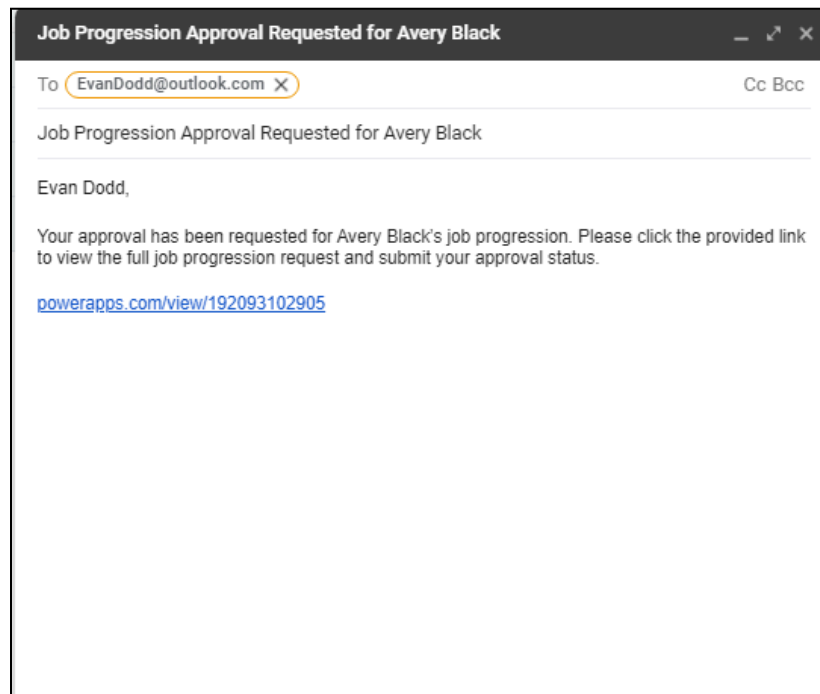 Job Progression Approval Requested for Avery Black
To EvanDodd@outlook.com Cc Bcc
Job Progression Approval Requested for Avery Black
Evan Dodd,
Your approval has been requested for Avery Black's job progression. Please click the provided link
to view the full job progression request and submit your approval status.
powerapps.com/view/192093102905